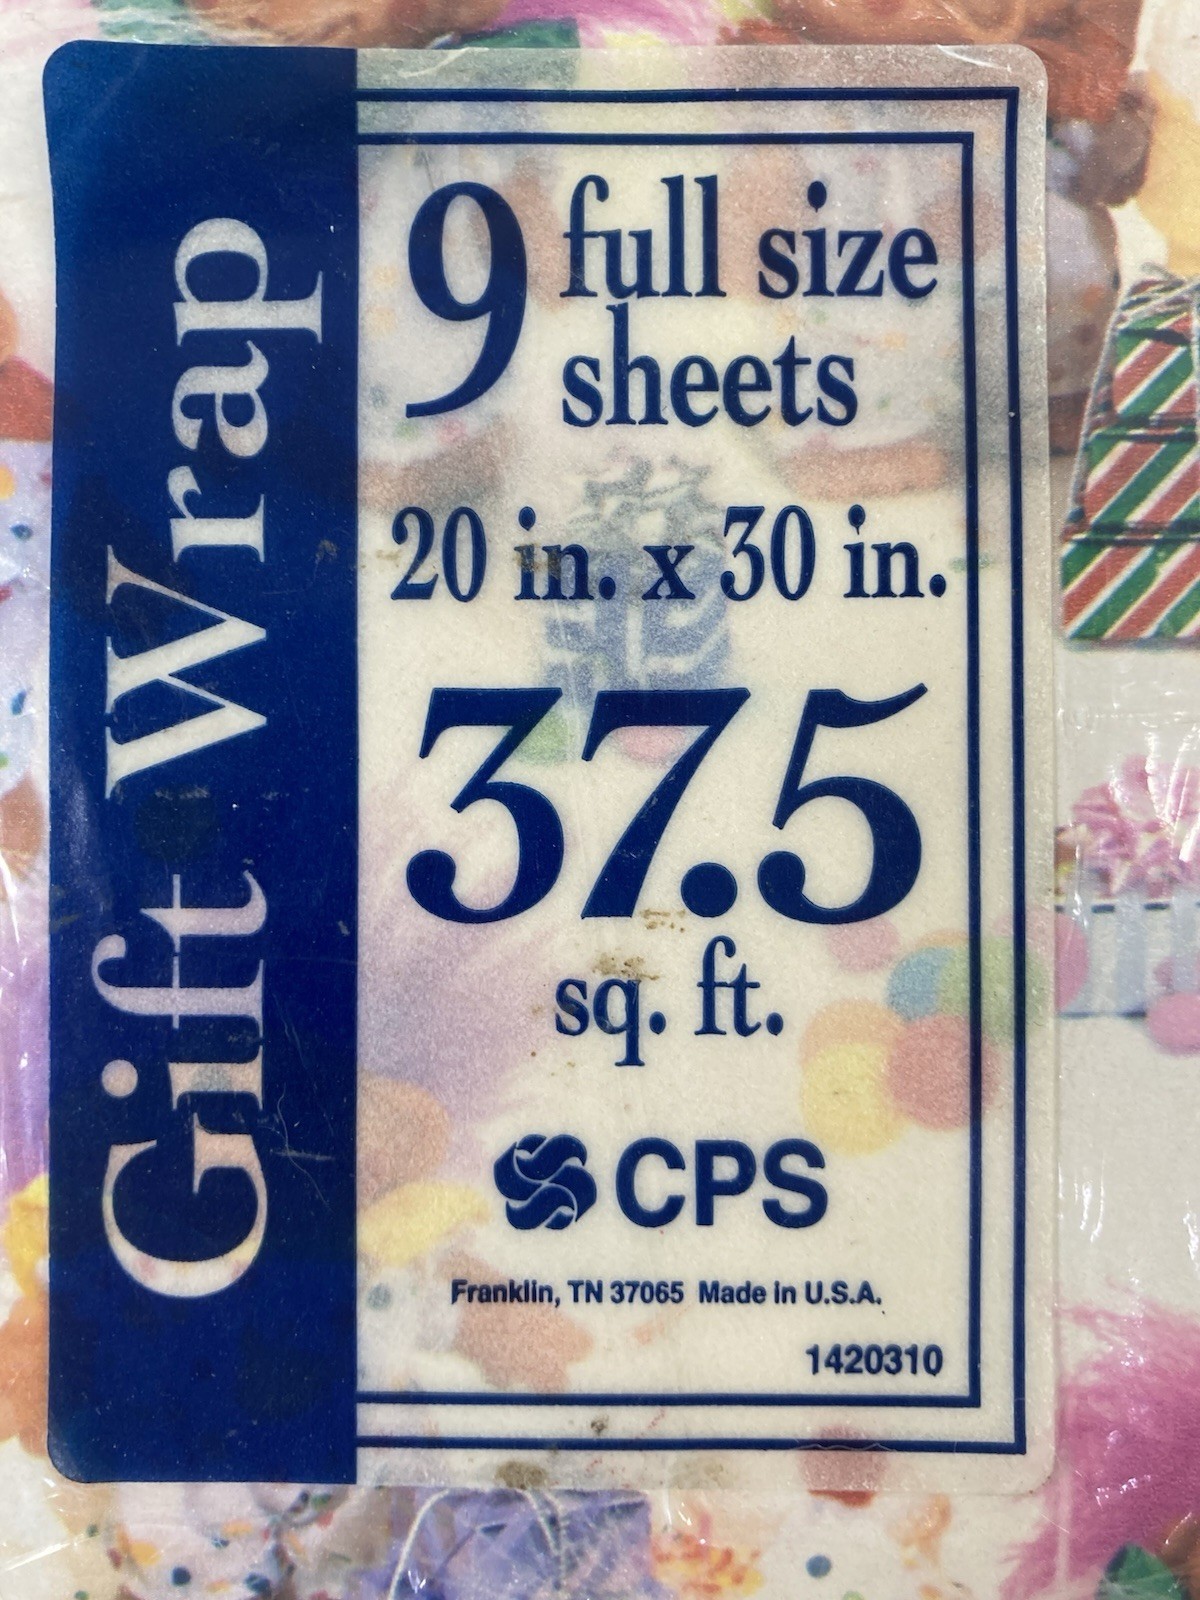 Gift Wrap
9 full size
sheets
20 in. x 30 in.
37.5
sq. ft.
CPS
Franklin, TN 37065 Made in U.S.A.
1420310